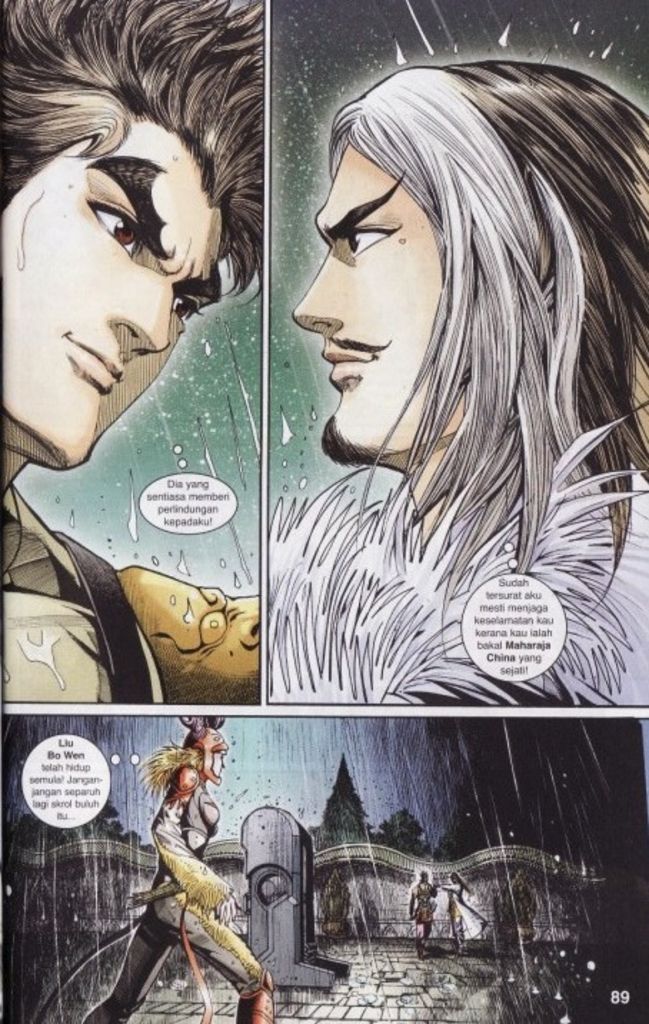 Dia yang
sentiasa memberi
perlindungan
kepadaku!
Sudah
tersurat aku
mesti menjaga
keselamatan kau
kerana kau ialah
bakal Maharaja
China yang
sejati!
Liu
Bo Wen
telah hidup
semula! Jangan-
jangan separuh
lagi skrol buluh
itu...
89